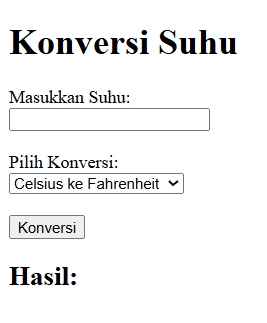 Konversi Suhu
Masukkan Suhu:
Pilih Konversi:
Celsius ke Fahrenheit
Konversi
Hasil: